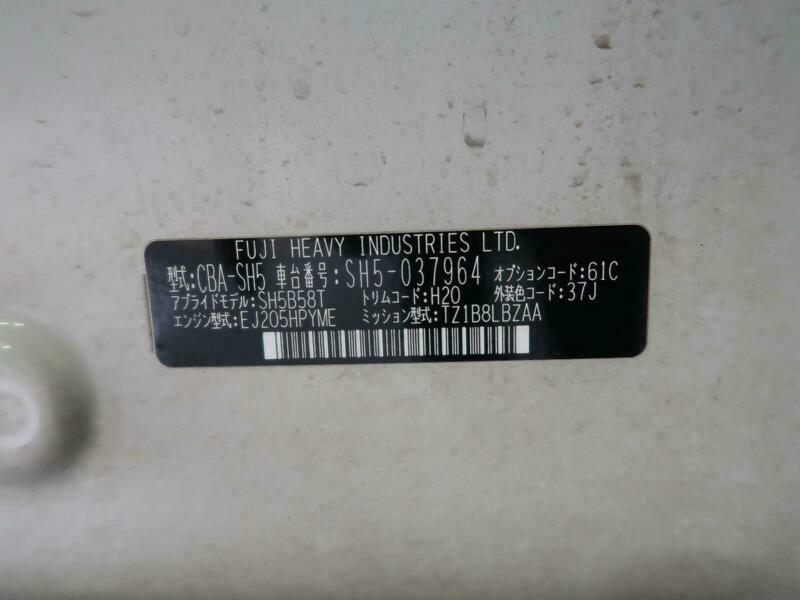 FUJI HEAVY INDUSTRIES LTD.
型式:CBA-SH5 車台番号:SH5-037964 オプションコード:61C
アプライドモデル:SH5B58T トリムコード:H20 外装色コード:37J
エンジン型式:EJ205HPYME ミッション型式:TZ1B8LBZAA